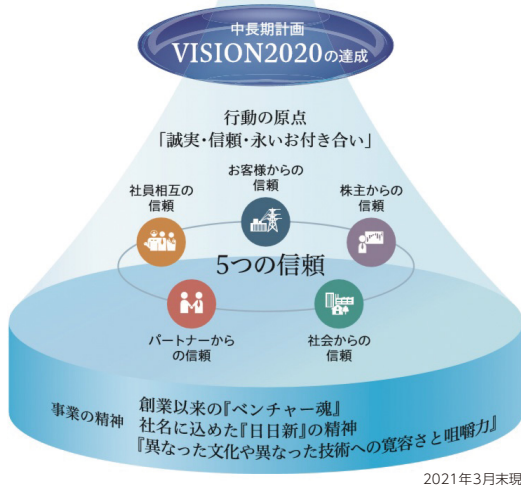 中長期計画
VISION2020の達成
行動の原点
「誠実・信頼・永いお付き合い」
お客様からの
信頼
社員相互の
信頼
株主からの
信頼
5つの信頼
パートナーから
の信頼
社会からの
信頼
事業の精神
創業以来の『ベンチャー魂』
社名に込めた『日日新』の精神
『異なった文化や異なった技術への寛容さと咀嚼力』
2021年3月末現